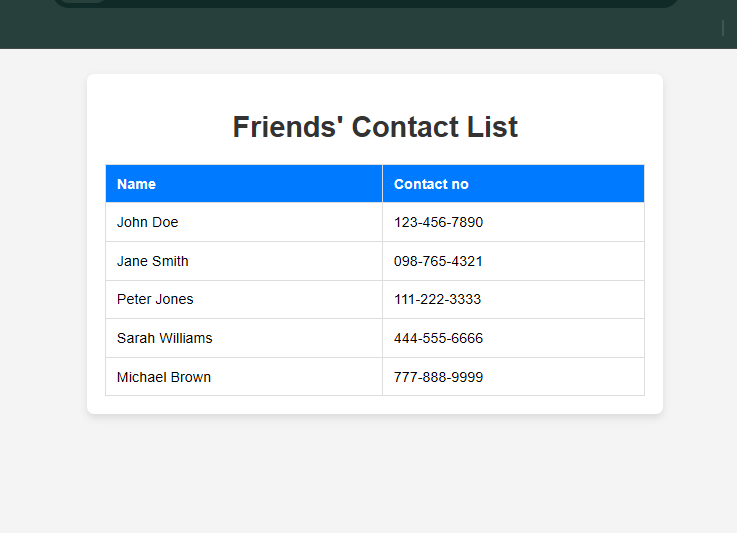 Friends' Contact List
Name Contact no
John Doe 123-456-7890
Jane Smith 098-765-4321
Peter Jones 111-222-3333
Sarah Williams 444-555-6666
Michael Brown 777-888-9999